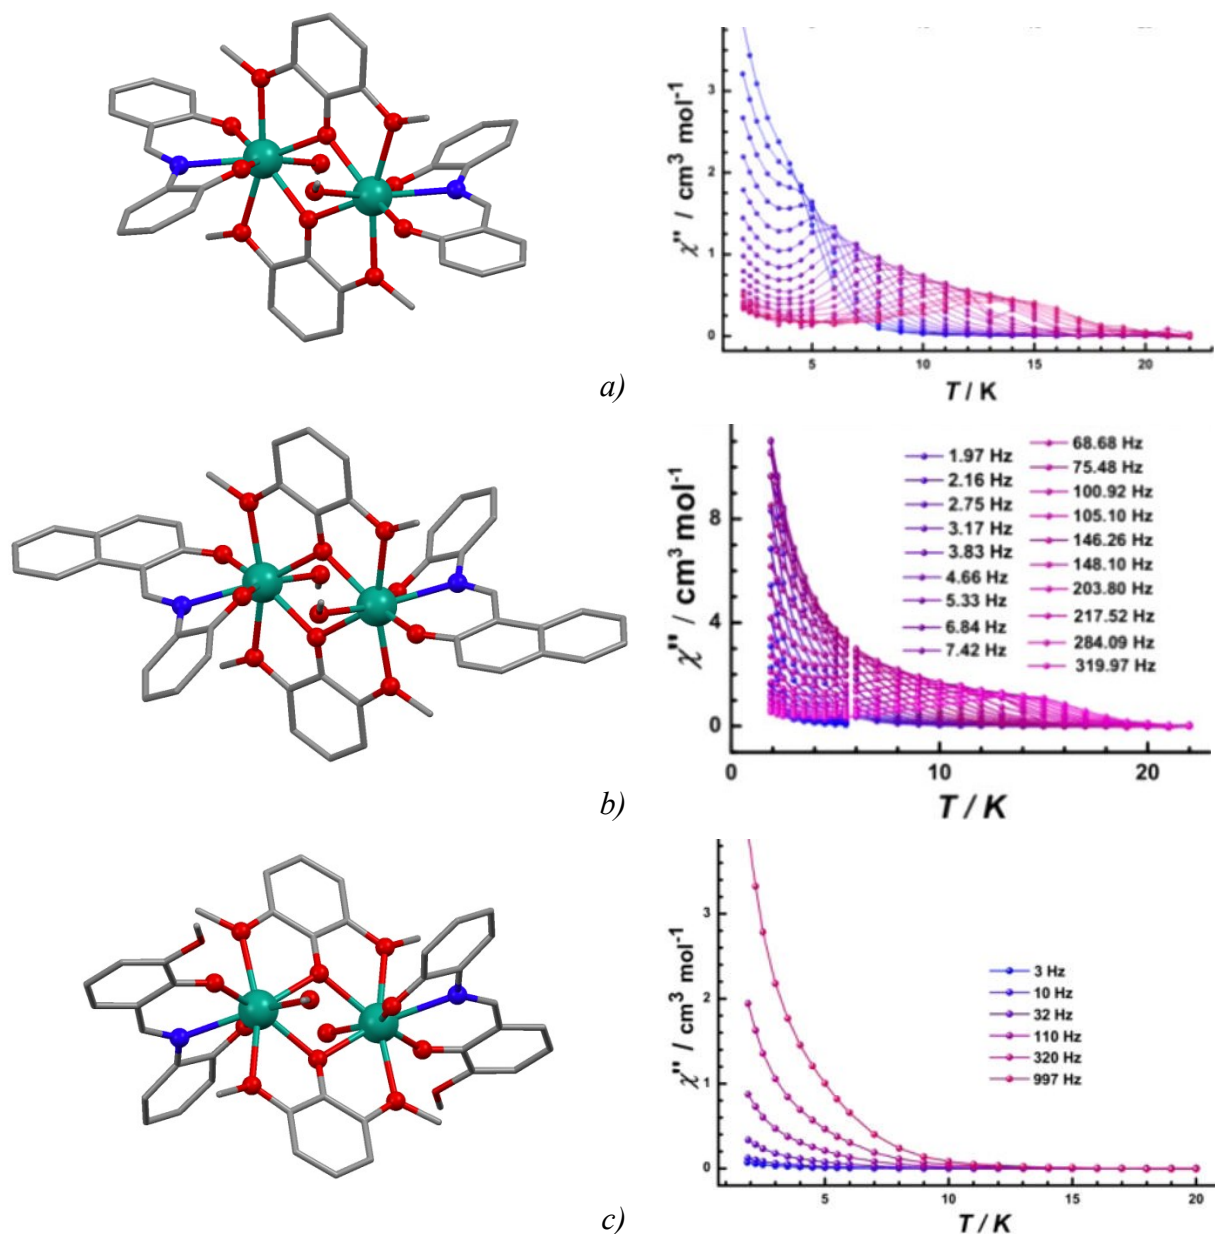 3
2
1
0
χ'' / cm³ mol⁻¹
5
10
15
20
T / K
a)
8
4
0
χ'' / cm³ mol⁻¹
0
10
20
T / K
1.97 Hz
2.16 Hz
2.75 Hz
3.17 Hz
3.83 Hz
4.66 Hz
5.33 Hz
6.84 Hz
7.42 Hz
68.68 Hz
75.48 Hz
100.92 Hz
105.10 Hz
146.26 Hz
148.10 Hz
203.80 Hz
217.52 Hz
284.09 Hz
319.97 Hz
b)
3
2
1
0
χ'' / cm³ mol⁻¹
3 Hz
10 Hz
32 Hz
110 Hz
320 Hz
997 Hz
5
10
15
20
T / K
c)